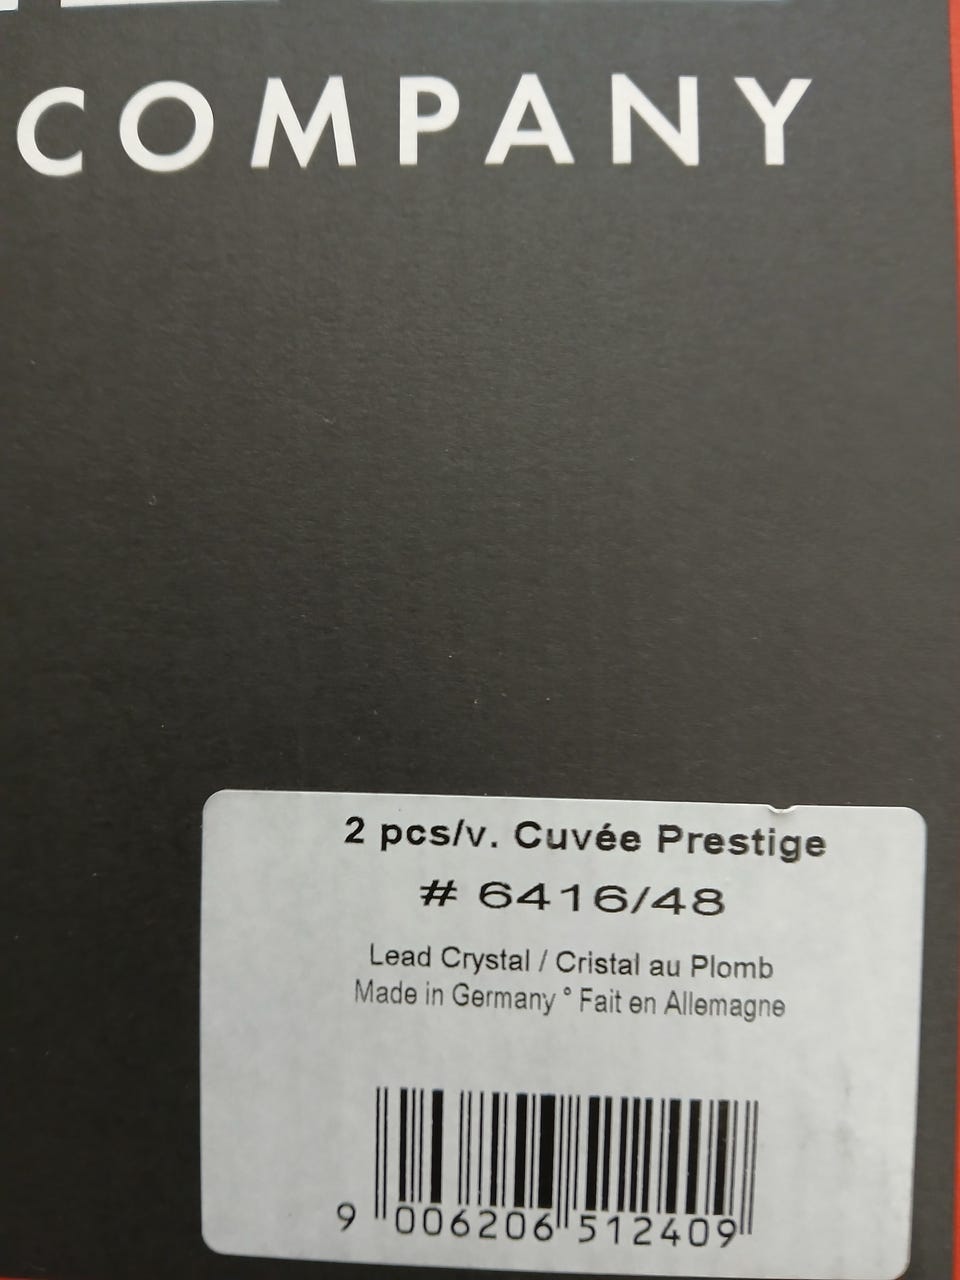 COMPANY
2 pcs/v. Cuvée Prestige
# 6416/48
Lead Crystal / Cristal au Plomb
Made in Germany ° Fait en Allemagne
9 006206 512409